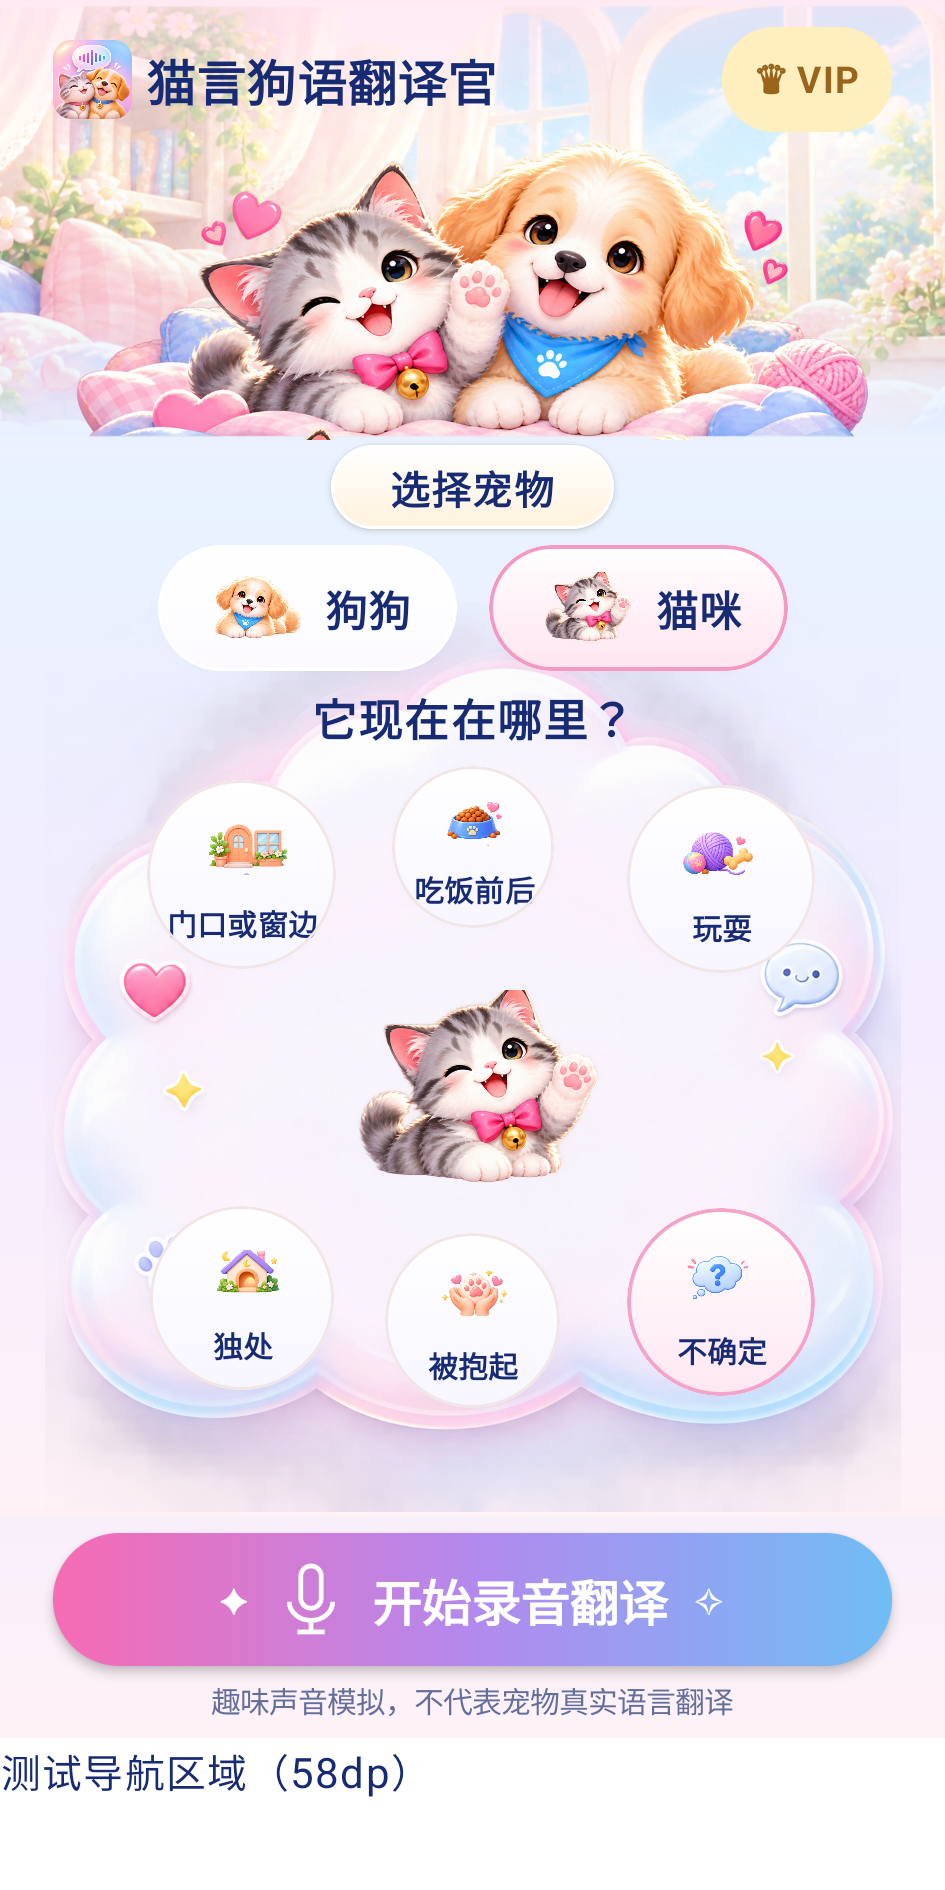 猫言狗语翻译官
VIP
选择宠物
狗狗
猫咪
它现在在哪里？
门口或窗边
吃饭前后
玩耍
独处
被抱起
不确定
开始录音翻译
趣味声音模拟，不代表宠物真实语言翻译
测试导航区域（58dp）